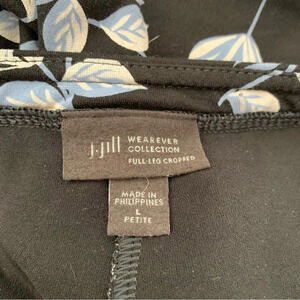 j.jill WEAREVER
COLLECTION
FULL-LEG CROPPED
MADE IN
PHILIPPINES
L
PETITE